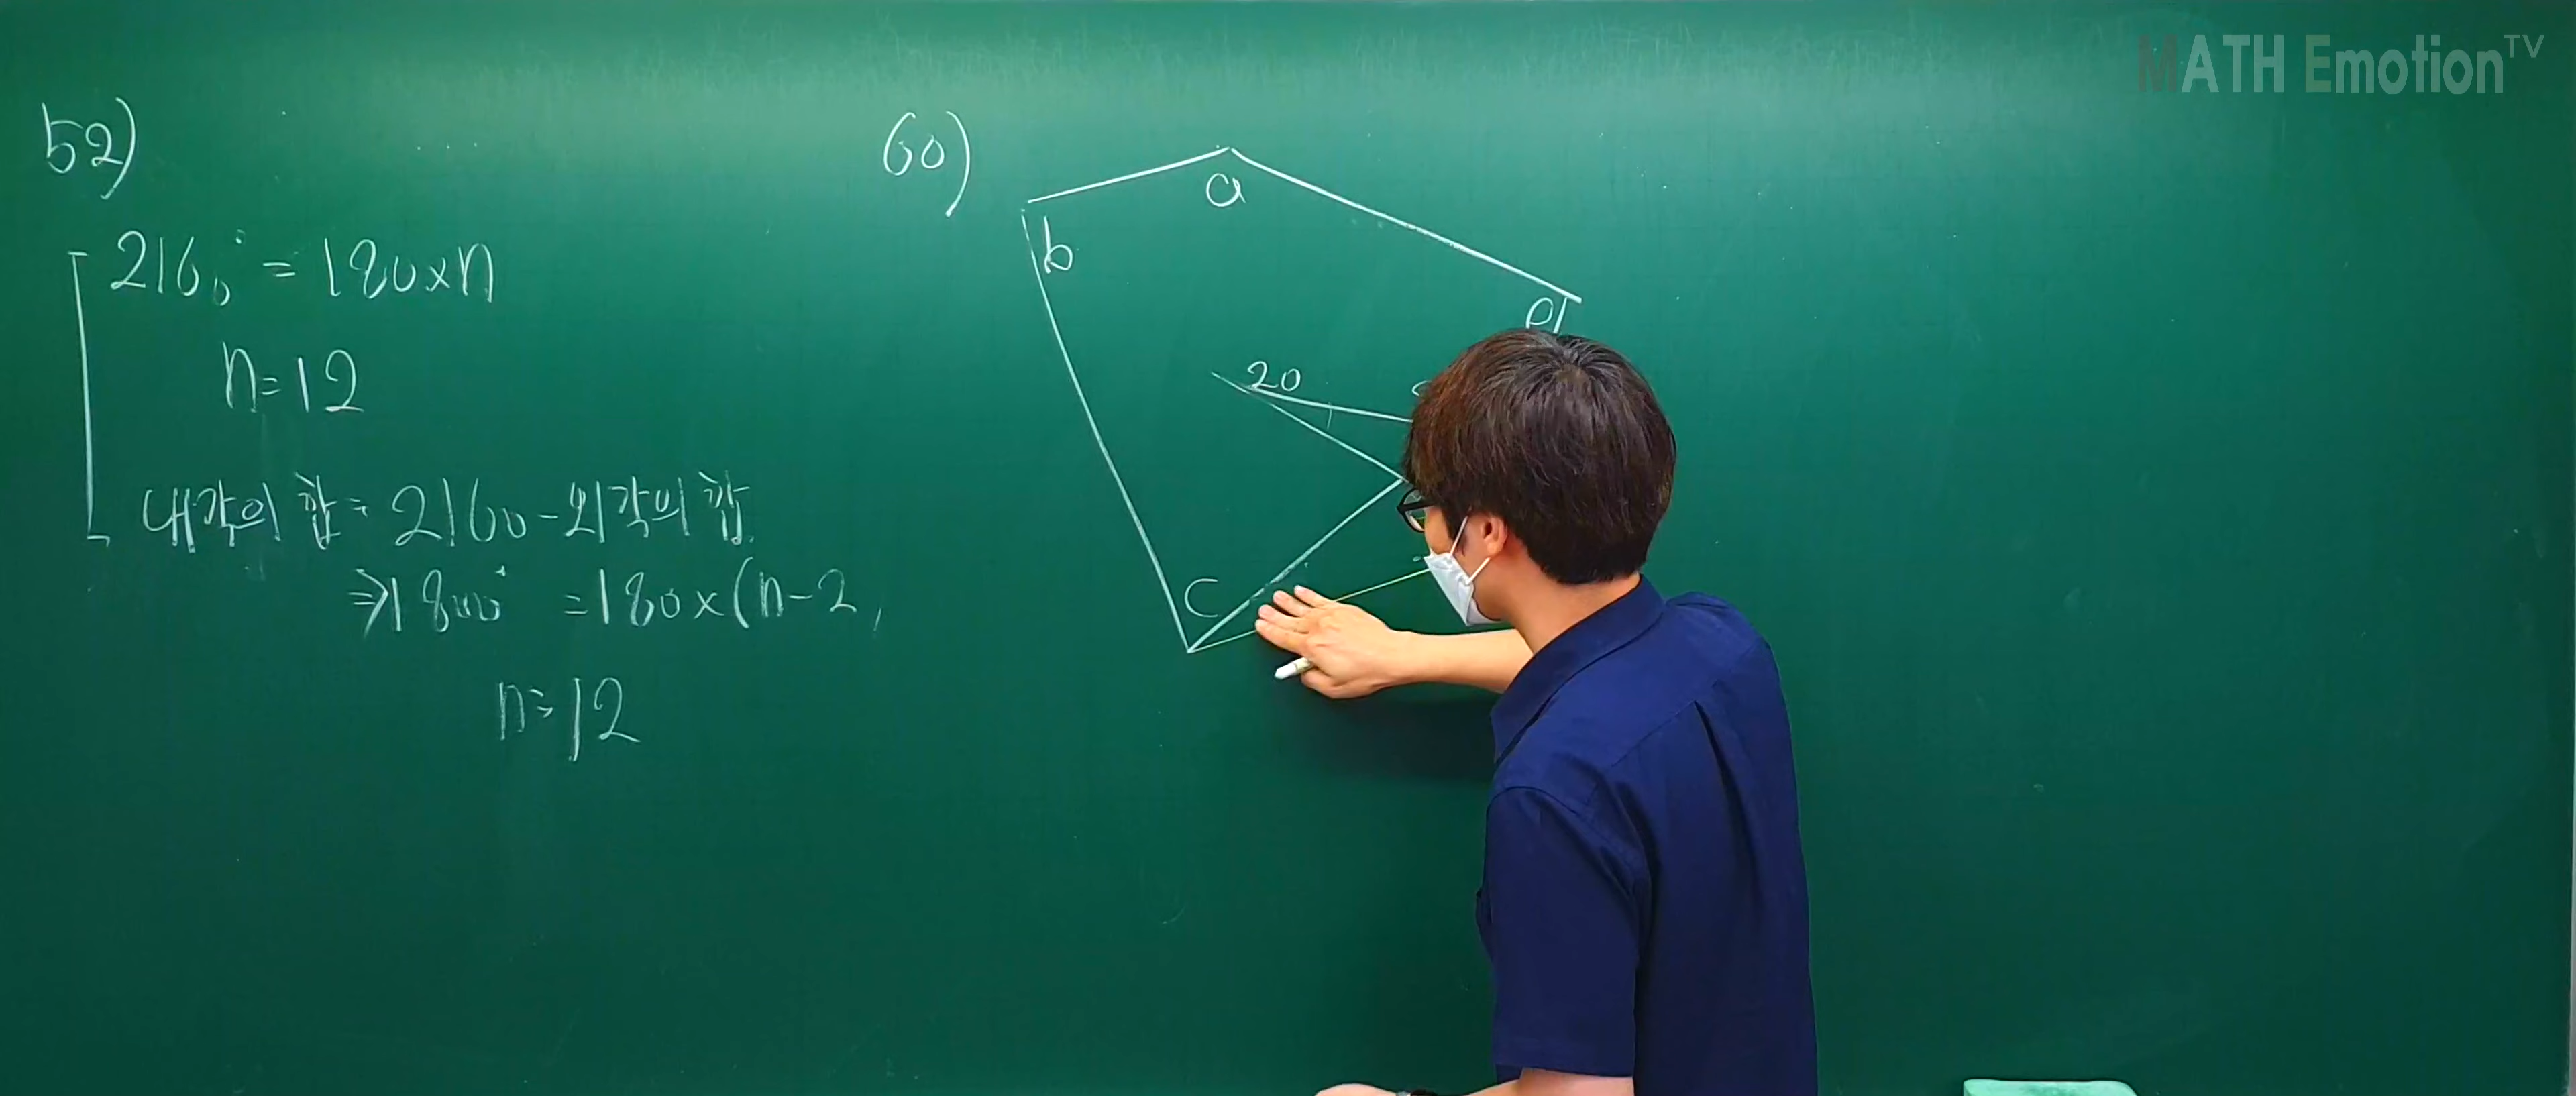 MATH Emotion TV
52)
2160° = 180×n
n=12
내각의 합 = 2160 - 외각의 합
⇒ 1800° = 180×(n-2)
n=12
60)
a
b
e
20
c